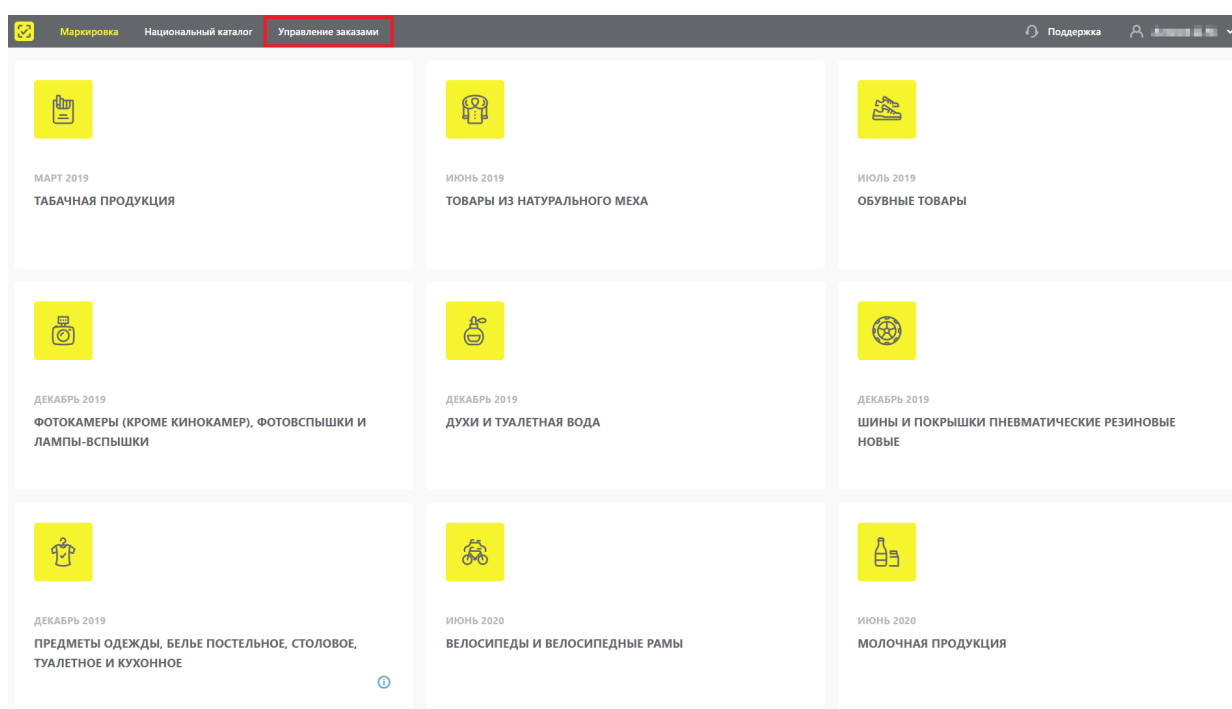 Маркировка Национальный каталог Управление заказами Поддержка
МАРТ 2019
ТАБАЧНАЯ ПРОДУКЦИЯ
ИЮНЬ 2019
ТОВАРЫ ИЗ НАТУРАЛЬНОГО МЕХА
ИЮЛЬ 2019
ОБУВНЫЕ ТОВАРЫ
ДЕКАБРЬ 2019
ФОТОКАМЕРЫ (КРОМЕ КИНОКАМЕР), ФОТОВСПЫШКИ И
ЛАМПЫ-ВСПЫШКИ
ДЕКАБРЬ 2019
ДУХИ И ТУАЛЕТНАЯ ВОДА
ДЕКАБРЬ 2019
ШИНЫ И ПОКРЫШКИ ПНЕВМАТИЧЕСКИЕ РЕЗИНОВЫЕ
НОВЫЕ
ДЕКАБРЬ 2019
ПРЕДМЕТЫ ОДЕЖДЫ, БЕЛЬЕ ПОСТЕЛЬНОЕ, СТОЛОВОЕ,
ТУАЛЕТНОЕ И КУХОННОЕ
ИЮНЬ 2020
ВЕЛОСИПЕДЫ И ВЕЛОСИПЕДНЫЕ РАМЫ
ИЮНЬ 2020
МОЛОЧНАЯ ПРОДУКЦИЯ